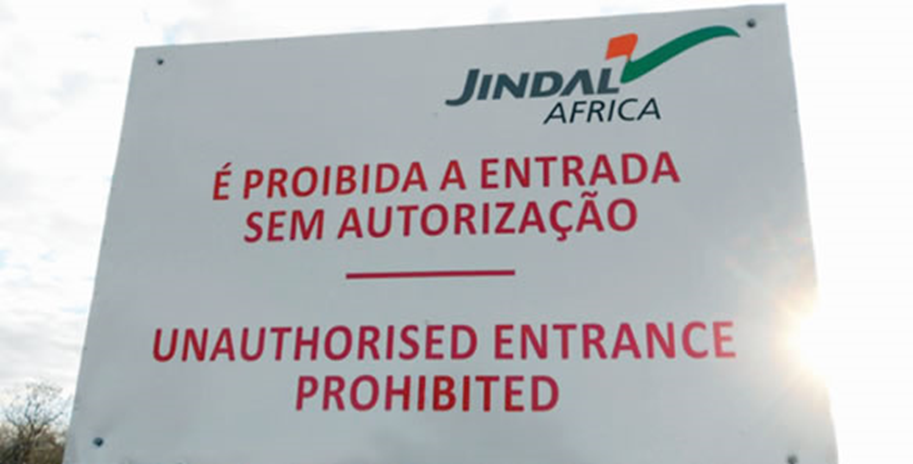 JINDAL
AFRICA
É PROIBIDA A ENTRADA
SEM AUTORIZAÇÃO
UNAUTHORISED ENTRANCE
PROHIBITED